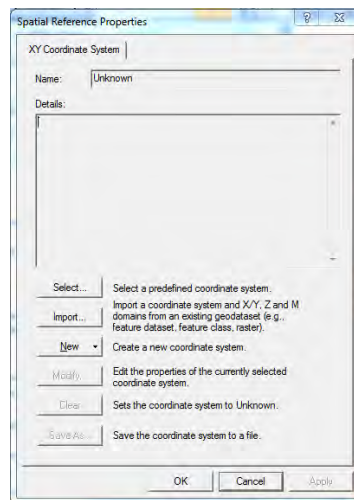 Spatial Reference Properties
XY Coordinate System
Name: Unknown
Details:
Select... Select a predefined coordinate system.
Import a coordinate system and X/Y, Z and M
Import... domains from an existing geodataset (e.g.,
feature dataset, feature class, raster).
New Create a new coordinate system.
Modify... Edit the properties of the currently selected
coordinate system.
Clear Sets the coordinate system to Unknown.
Save As... Save the coordinate system to a file.
OK Cancel Apply